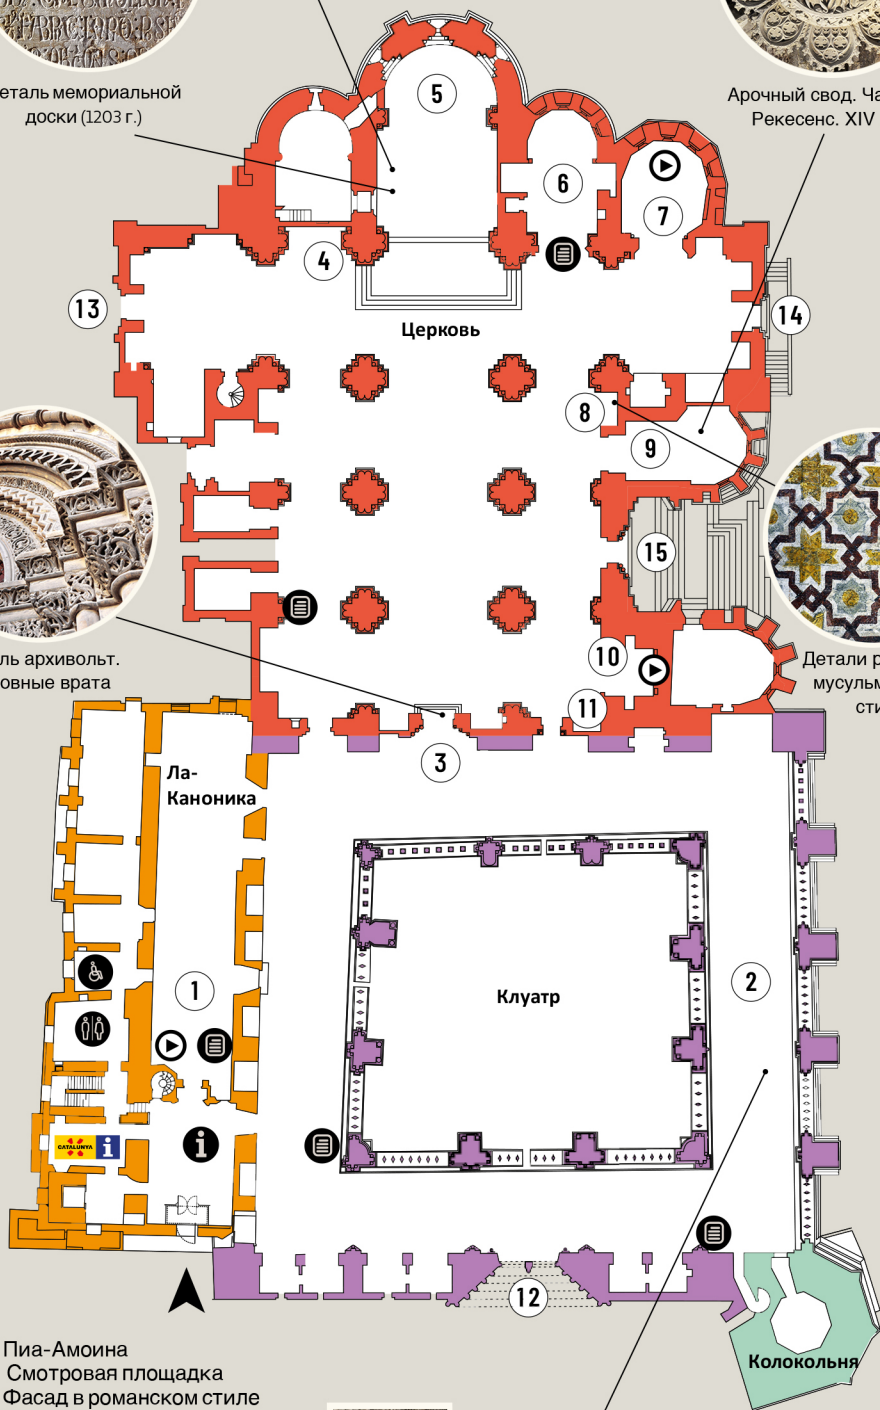 еталь мемориальной
доски (1203 г.)
Арочный свод. Ча
Рекесенс. XIV
5
6
7
4
13
14
Церковь
8
9
15
ль архивольт.
овные врата
10
11
Детали р
мусульм
сти
3
Ла-
Каноника
1
2
Клуатр
CATALUNYA i
i
12
Колокольня
Пиа-Амоина
Смотровая площадка
Фасад в романском стиле